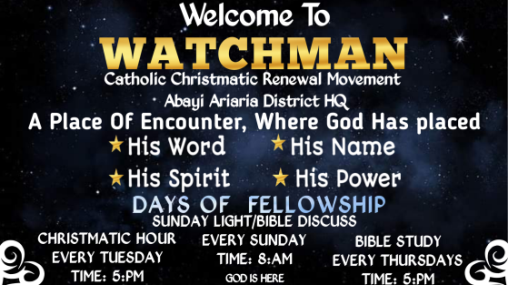 Welcome To
WATCHMAN
Catholic Christmatic Renewal Movement
Abayi Ariaria District HQ
A Place Of Encounter, Where God Has placed
His Word
His Name
His Spirit
His Power
DAYS OF FELLOWSHIP
SUNDAY LIGHT/BIBLE DISCUSS
CHRISTMATIC HOUR
EVERY TUESDAY
TIME: 5:PM
EVERY SUNDAY
TIME: 8:AM
GOD IS HERE
BIBLE STUDY
EVERY THURSDAYS
TIME: 5:PM